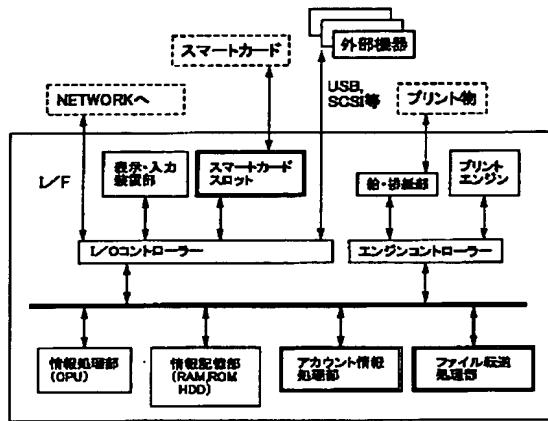 外部機器
スマートカード
NETWORKへ
USB,
SCSI等
プリント物
I/F
表示・入力
装置部
スマートカード
スロット
給・排紙部
プリント
エンジン
I/Oコントローラー
エンジンコントローラー
情報処理部
(CPU)
情報記憶部
(RAM,ROM
HDD)
アカウント情報
処理部
ファイル転送
処理部